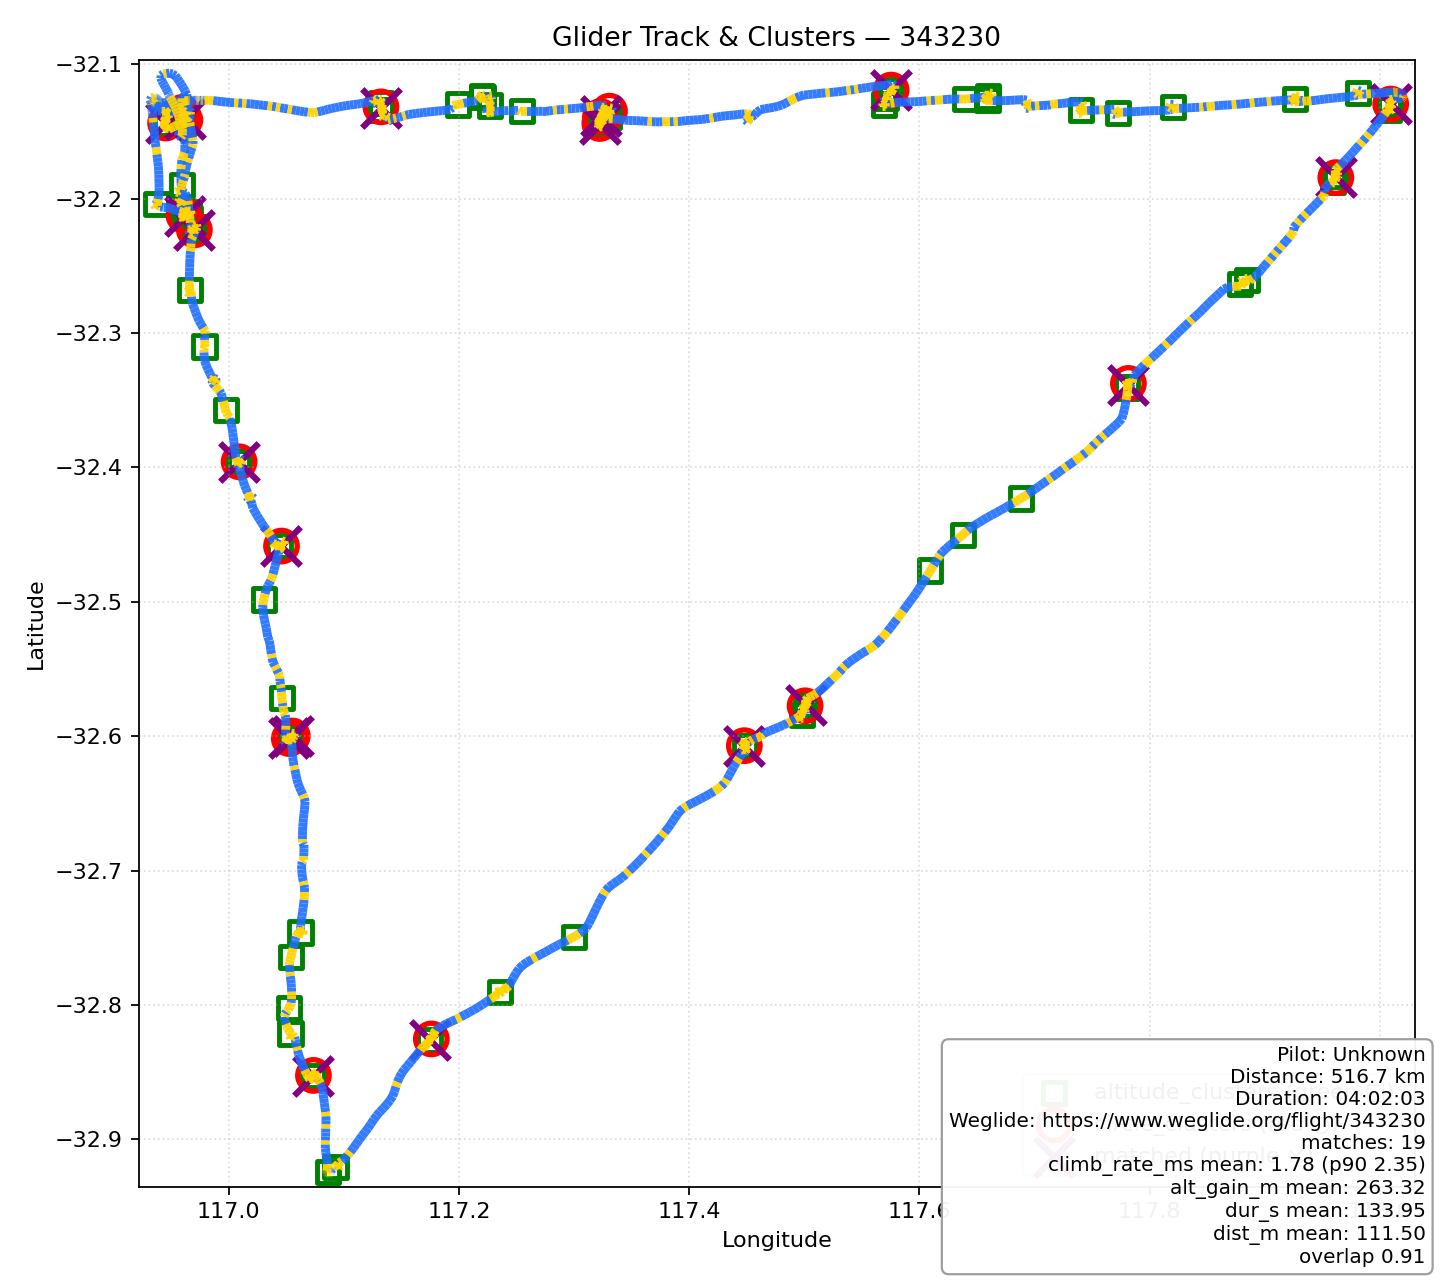 Glider Track & Clusters — 343230
−32.1
−32.2
−32.3
−32.4
−32.5
−32.6
−32.7
−32.8
−32.9
Latitude
117.0
117.2
117.4
117.6
117.8
Longitude
Pilot: Unknown
Distance: 516.7 km
Duration: 04:02:03
Weglide: https://www.weglide.org/flight/343230
matches: 19
climb_rate_ms mean: 1.78 (p90 2.35)
alt_gain_m mean: 263.32
dur_s mean: 133.95
dist_m mean: 111.50
overlap 0.91